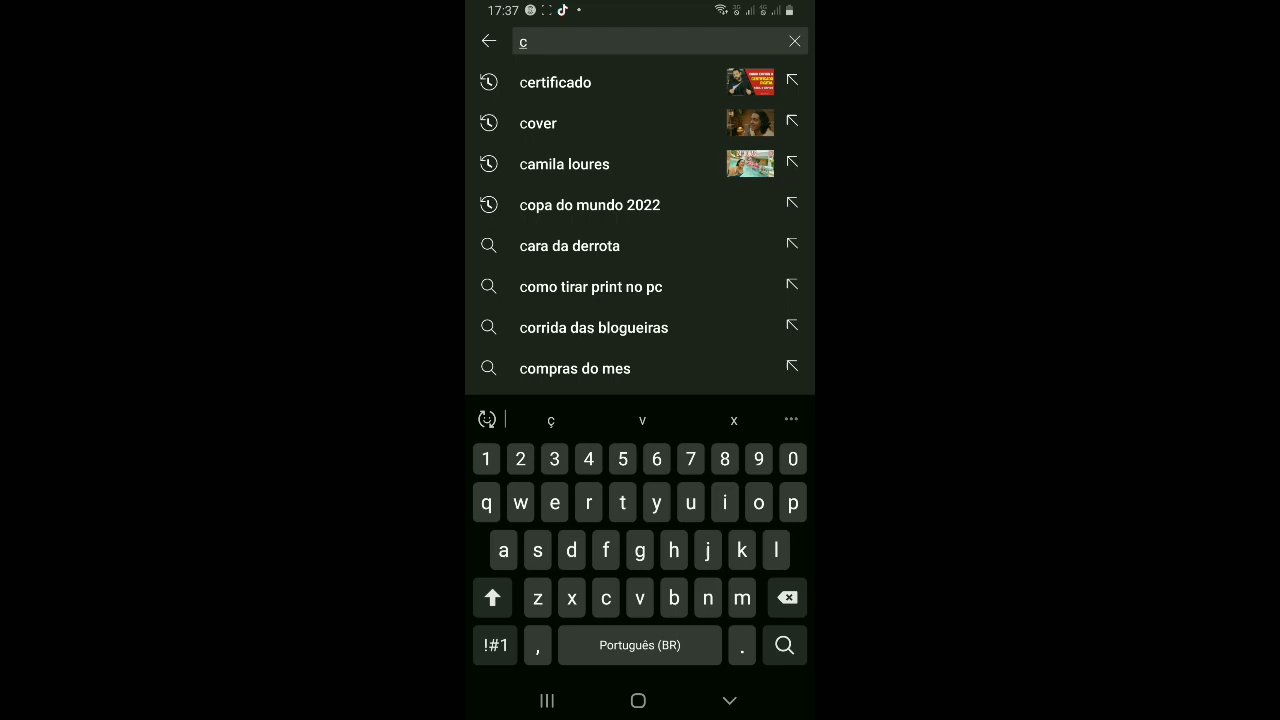 17:37
c
certificado
cover
camila loures
copa do mundo 2022
cara da derrota
como tirar print no pc
corrida das blogueiras
compras do mes
ç v x
1 2 3 4 5 6 7 8 9 0
q w e r t y u i o p
a s d f g h j k l
z x c v b n m
!#1 , Português (BR) .